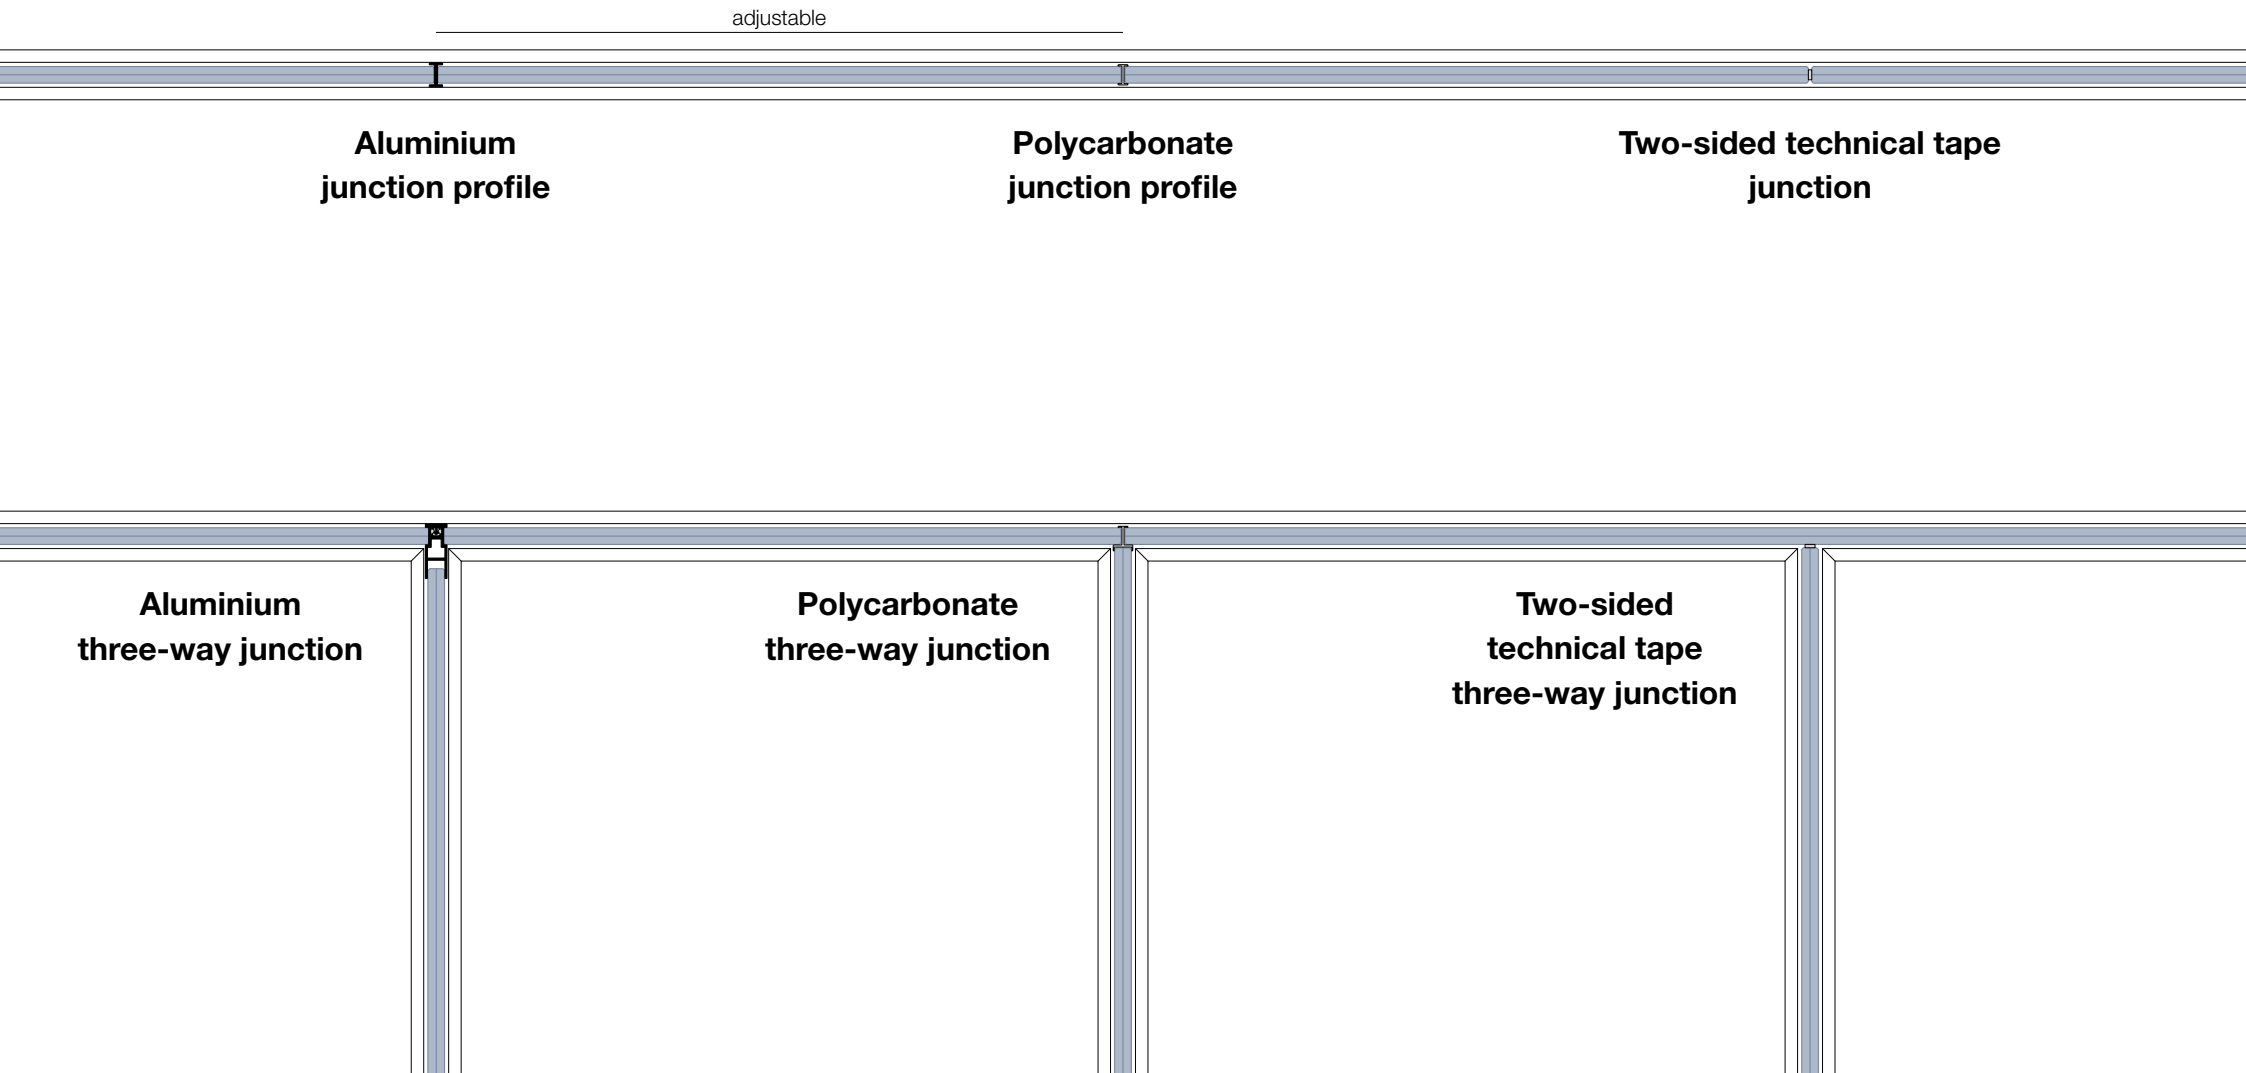 adjustable
Aluminium
junction profile
Polycarbonate
junction profile
Two-sided technical tape
junction
Aluminium
three-way junction
Polycarbonate
three-way junction
Two-sided
technical tape
three-way junction